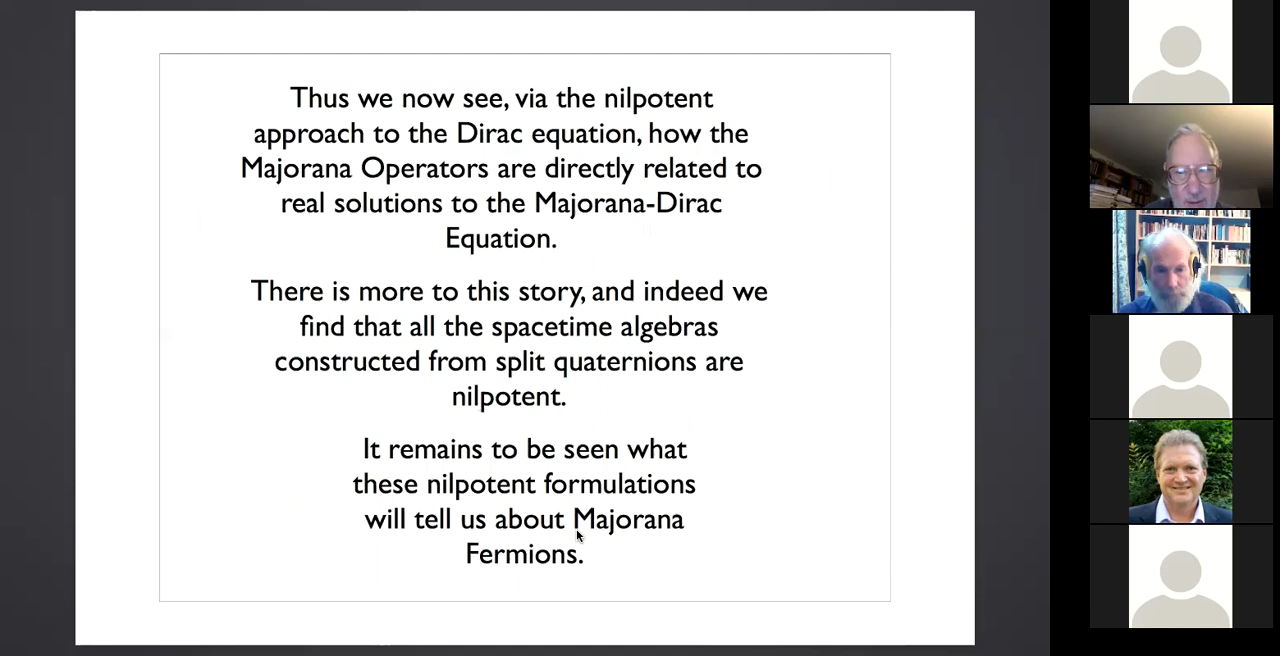 Thus we now see, via the nilpotent
approach to the Dirac equation, how the
Majorana Operators are directly related to
real solutions to the Majorana-Dirac
Equation.
There is more to this story, and indeed we
find that all the spacetime algebras
constructed from split quaternions are
nilpotent.
It remains to be seen what
these nilpotent formulations
will tell us about Majorana
Fermions.